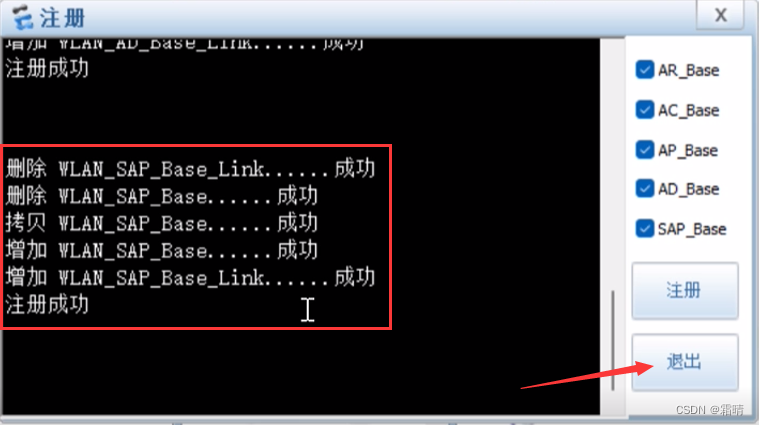 注册
X
增加 WLAN_AD_Base_Link......成功
注册成功
删除 WLAN_SAP_Base_Link......成功
删除 WLAN_SAP_Base......成功
拷贝 WLAN_SAP_Base......成功
增加 WLAN_SAP_Base......成功
增加 WLAN_SAP_Base_Link......成功
注册成功
AR_Base
AC_Base
AP_Base
AD_Base
SAP_Base
注册
退出
CSDN @霜晴